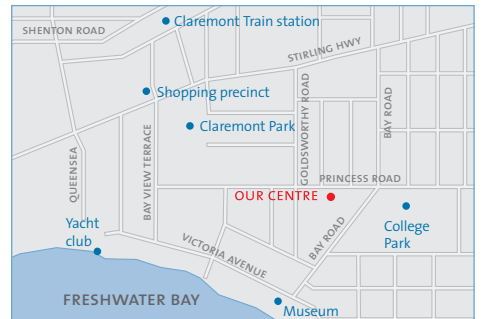 Claremont Train station
SHENTON ROAD
STIRLING HWY
Shopping precinct
GOLDSWORTHY ROAD
BAY ROAD
Claremont Park
QUEENSEA
BAY VIEW TERRACE
PRINCESS ROAD
OUR CENTRE
Yacht
club
VICTORIA AVENUE
BAY ROAD
College
Park
FRESHWATER BAY
Museum